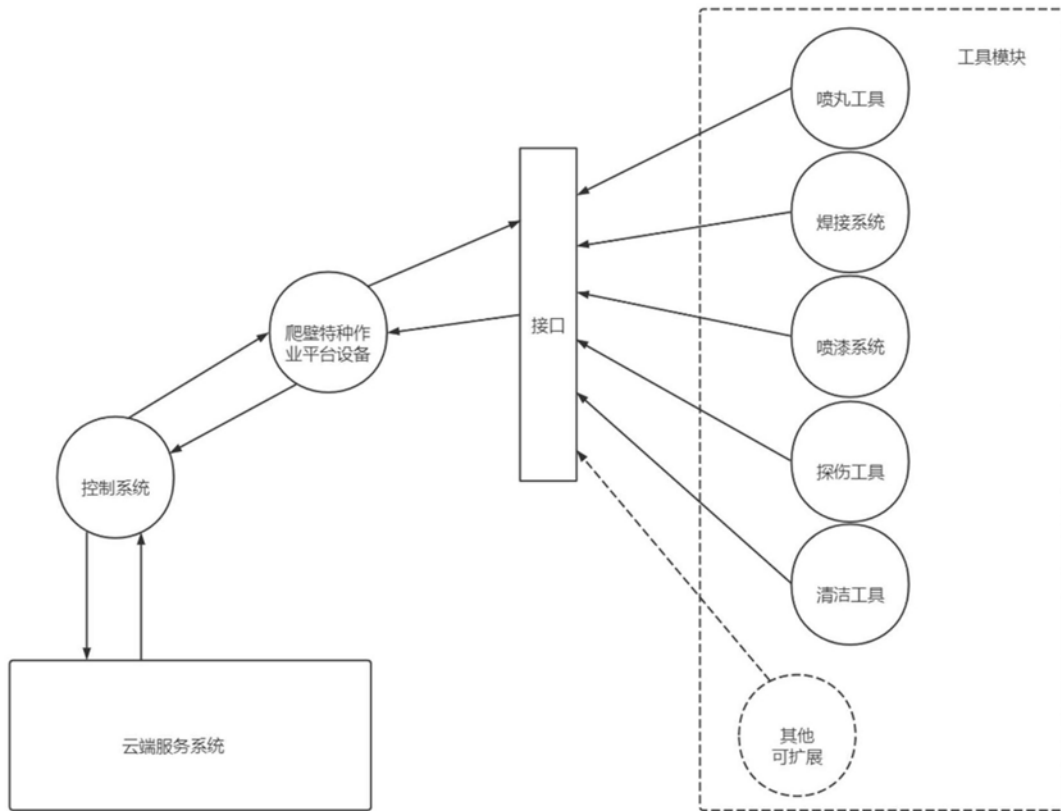 工具模块
喷丸工具
焊接系统
接口
爬壁特种作
业平台设备
喷漆系统
控制系统
探伤工具
清洁工具
云端服务系统
其他
可扩展